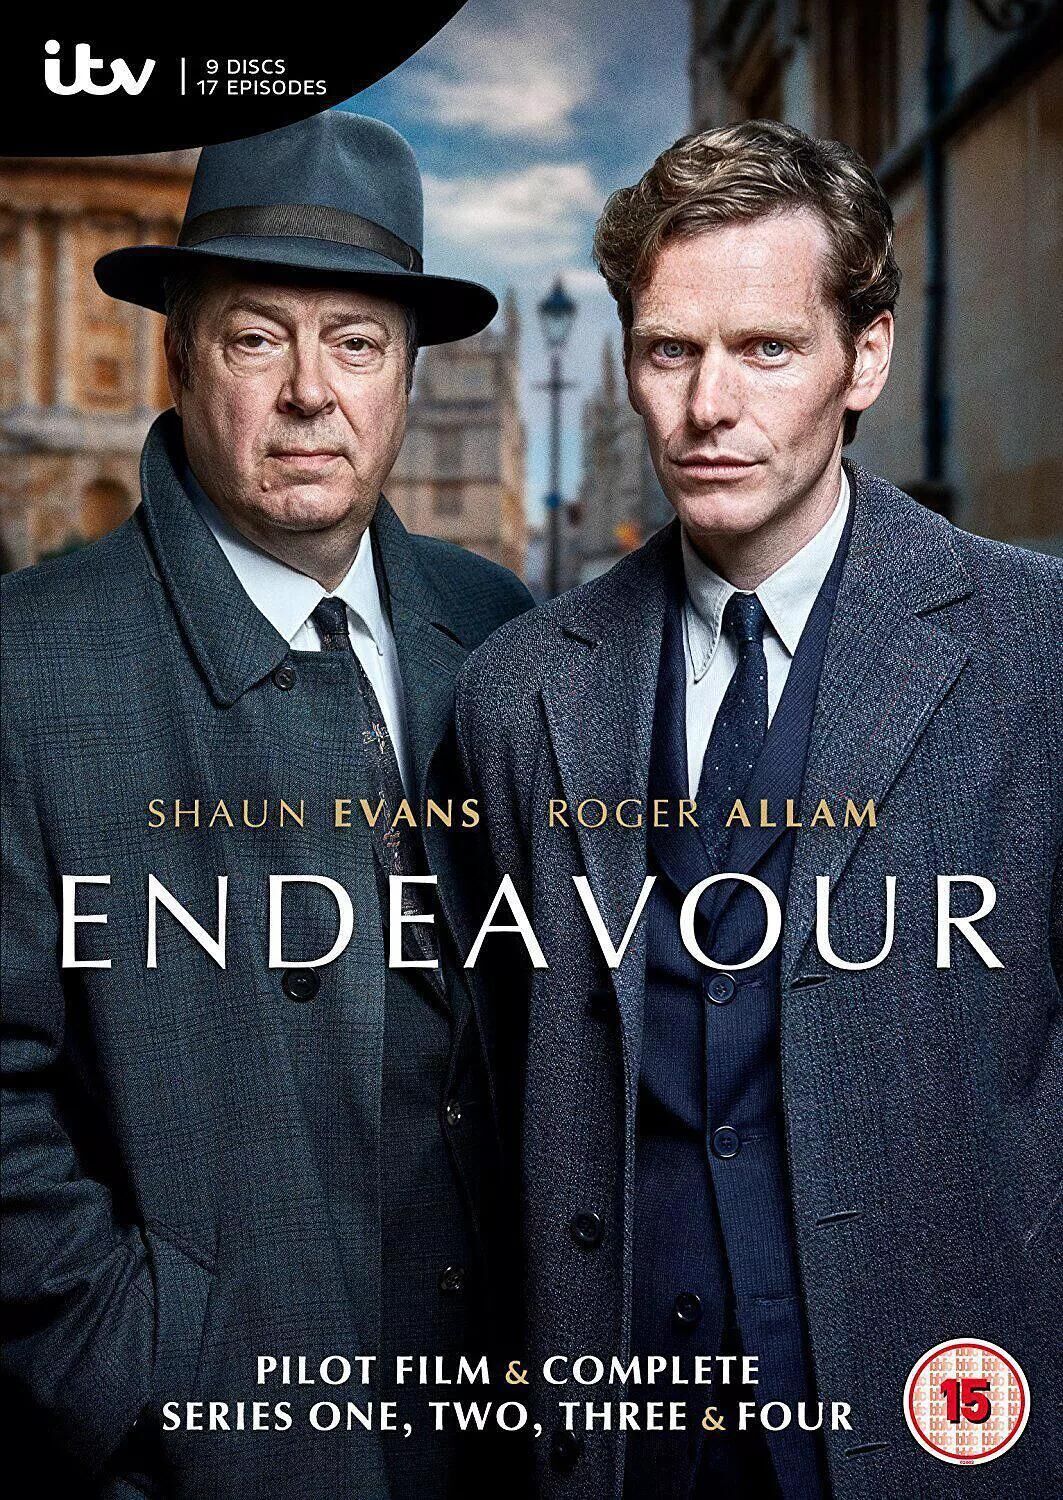 itv
9 DISCS
17 EPISODES
SHAUN EVANS ROGER ALLAM
ENDEAVOUR
PILOT FILM & COMPLETE
SERIES ONE, TWO, THREE & FOUR
15